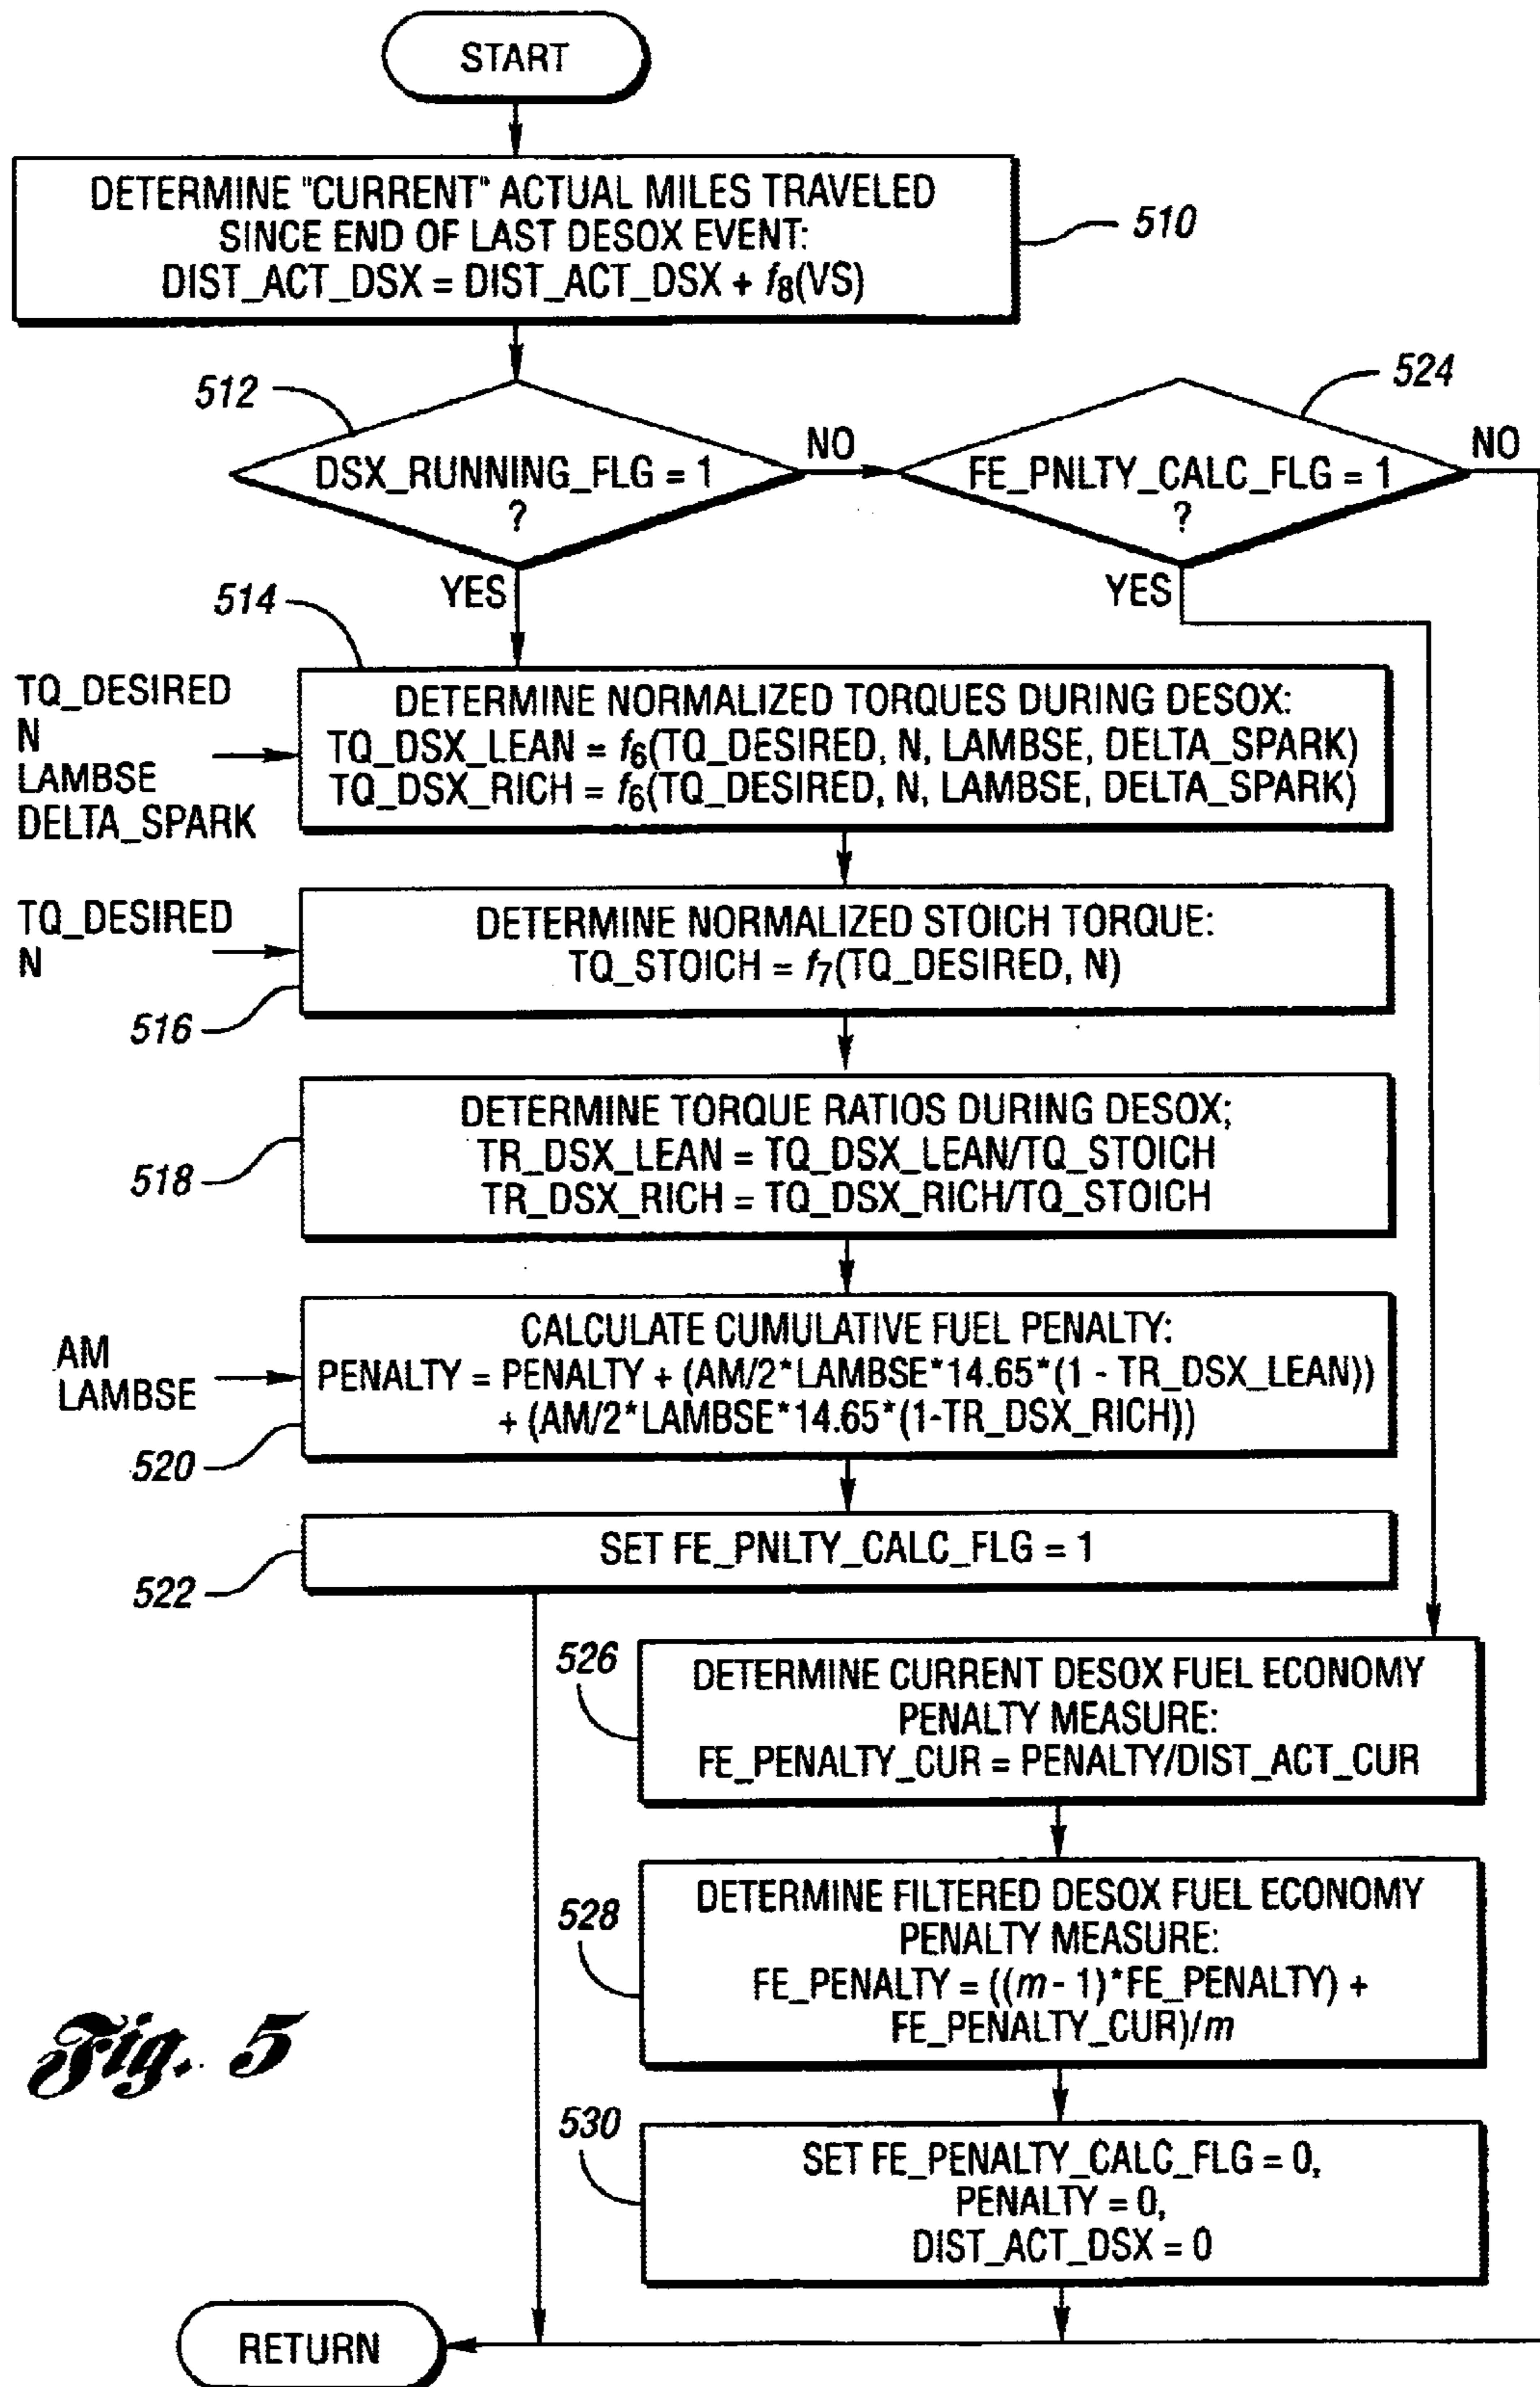 START
DETERMINE "CURRENT" ACTUAL MILES TRAVELED
SINCE END OF LAST DESOX EVENT:
DIST_ACT_DSX = DIST_ACT_DSX + f8(VS)
510
512
DSX_RUNNING_FLG = 1
?
NO
YES
524
FE_PNLTY_CALC_FLG = 1
?
NO
YES
514
TQ_DESIRED
N
LAMBSE
DELTA_SPARK
DETERMINE NORMALIZED TORQUES DURING DESOX:
TQ_DSX_LEAN = f6(TQ_DESIRED, N, LAMBSE, DELTA_SPARK)
TQ_DSX_RICH = f6(TQ_DESIRED, N, LAMBSE, DELTA_SPARK)
TQ_DESIRED
N
516
DETERMINE NORMALIZED STOICH TORQUE:
TQ_STOICH = f7(TQ_DESIRED, N)
518
DETERMINE TORQUE RATIOS DURING DESOX;
TR_DSX_LEAN = TQ_DSX_LEAN/TQ_STOICH
TR_DSX_RICH = TQ_DSX_RICH/TQ_STOICH
AM
LAMBSE
520
CALCULATE CUMULATIVE FUEL PENALTY:
PENALTY = PENALTY + (AM/2*LAMBSE*14.65*(1 - TR_DSX_LEAN))
+ (AM/2*LAMBSE*14.65*(1-TR_DSX_RICH))
522
SET FE_PNLTY_CALC_FLG = 1
526
DETERMINE CURRENT DESOX FUEL ECONOMY
PENALTY MEASURE:
FE_PENALTY_CUR = PENALTY/DIST_ACT_CUR
528
DETERMINE FILTERED DESOX FUEL ECONOMY
PENALTY MEASURE:
FE_PENALTY = ((m - 1)*FE_PENALTY) +
FE_PENALTY_CUR)/m
530
SET FE_PENALTY_CALC_FLG = 0,
PENALTY = 0,
DIST_ACT_DSX = 0
Fig. 5
RETURN